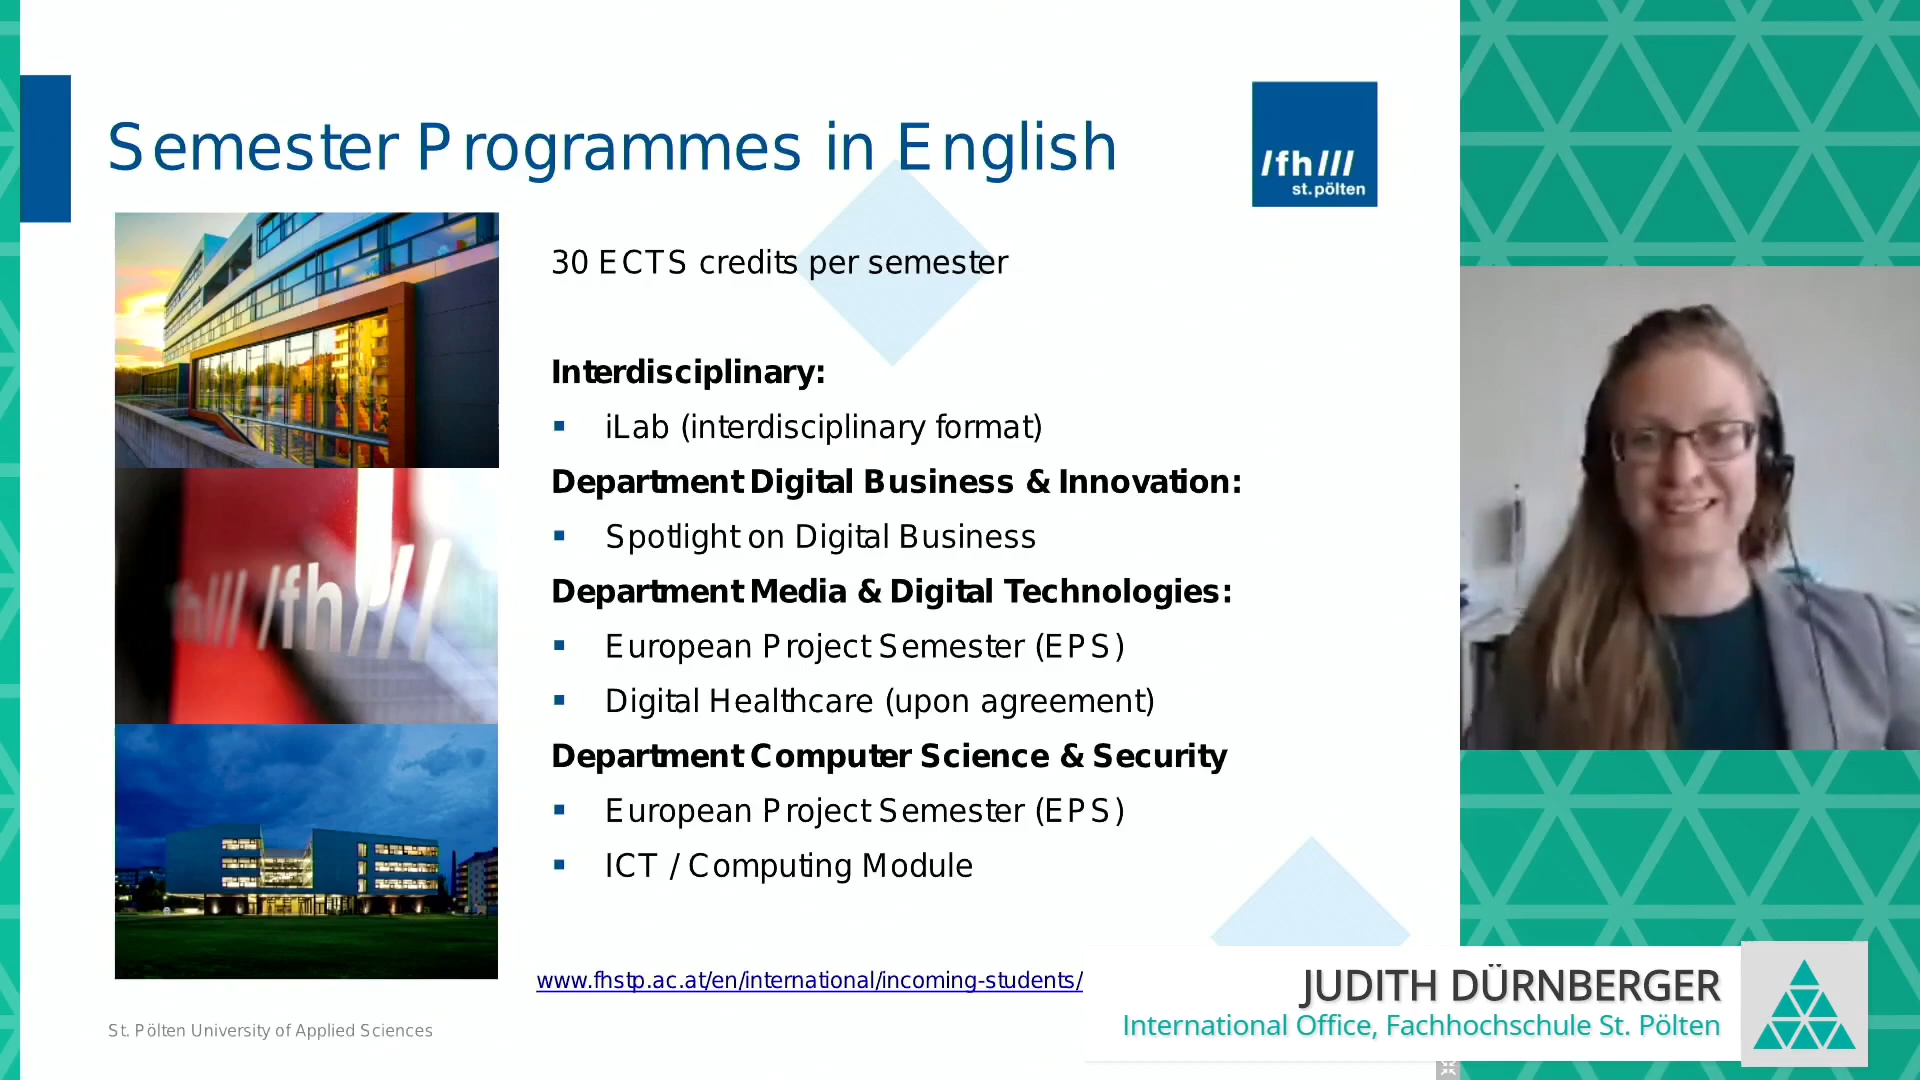 Semester Programmes in English
/fh///
st.pölten
30 ECTS credits per semester
Interdisciplinary:
▪ iLab (interdisciplinary format)
Department Digital Business & Innovation:
▪ Spotlight on Digital Business
Department Media & Digital Technologies:
▪ European Project Semester (EPS)
▪ Digital Healthcare (upon agreement)
Department Computer Science & Security
▪ European Project Semester (EPS)
▪ ICT / Computing Module
/fh///
www.fhstp.ac.at/en/international/incoming-students/
St. Pölten University of Applied Sciences
JUDITH DÜRNBERGER
International Office, Fachhochschule St. Pölten